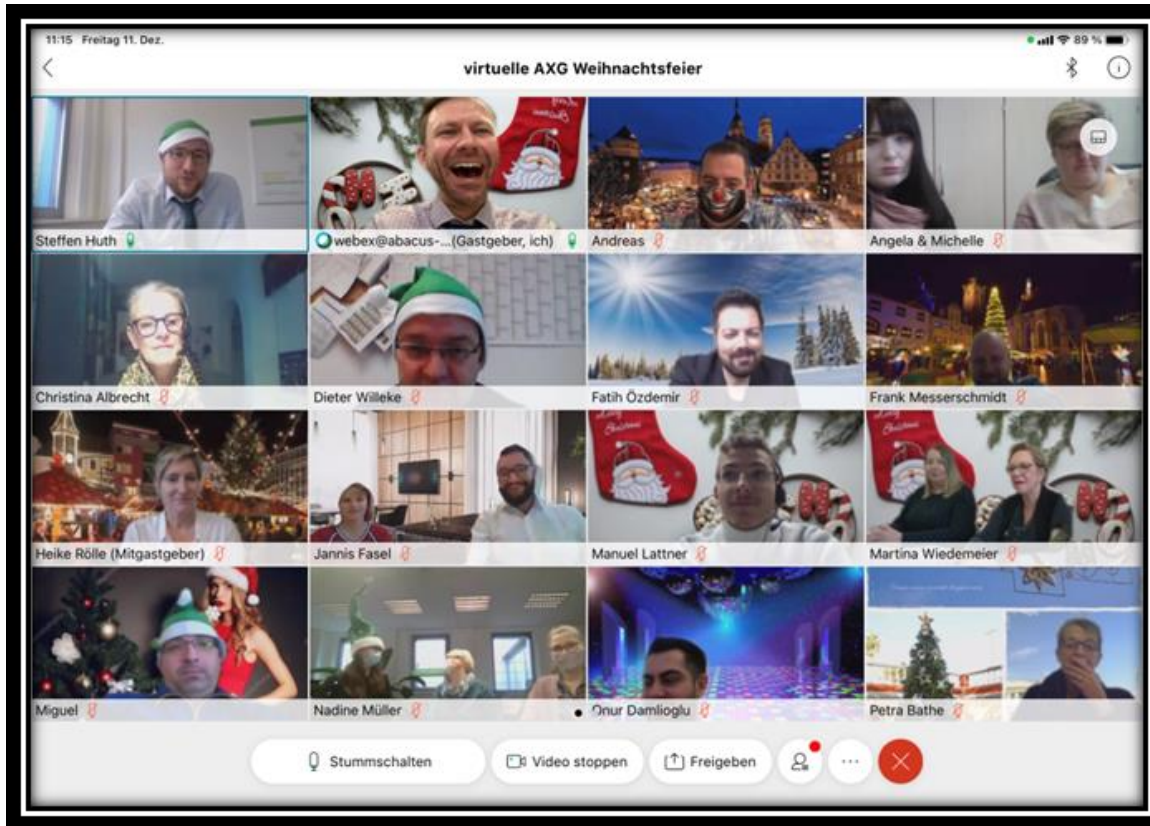 11:15 Freitag 11. Dez.
89 %
virtuelle AXG Weihnachtsfeier
Steffen Huth
webex@abacus-...(Gastgeber, ich)
Andreas
Angela & Michelle
Christina Albrecht
Dieter Willeke
Fatih Özdemir
Frank Messerschmidt
Heike Rölle (Mitgastgeber)
Jannis Fasel
Manuel Lattner
Martina Wiedemeier
Miguel
Nadine Müller
Onur Damlioglu
Petra Bathe
Stummschalten
Video stoppen
Freigeben